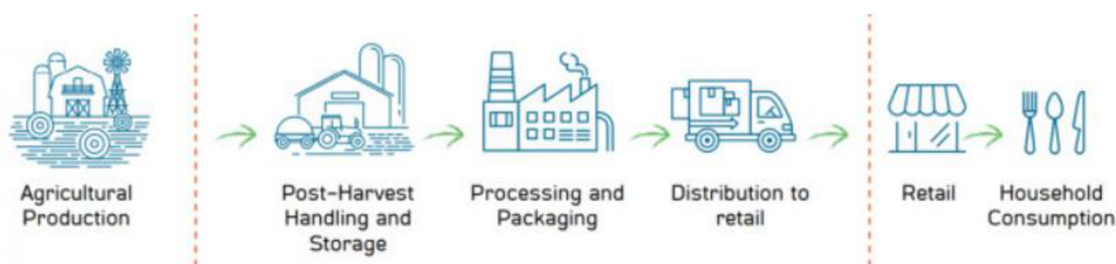 Agricultural
Production
Post-Harvest
Handling and
Storage
Processing and
Packaging
Distribution to
retail
Retail
Household
Consumption